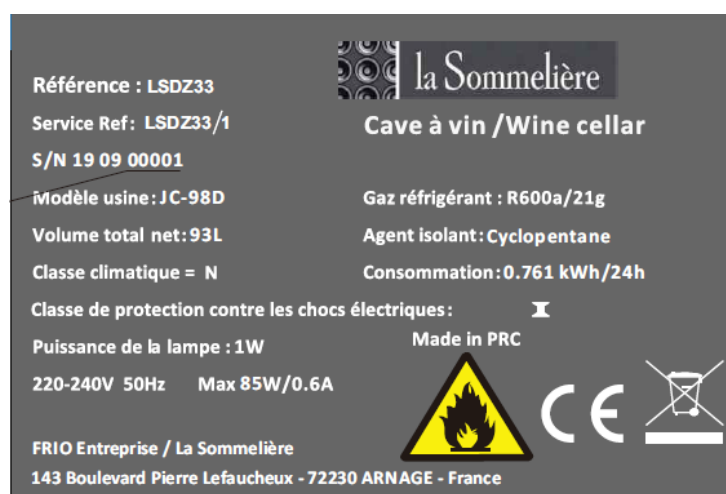 la Sommelière
Référence : LSDZ33
Service Ref: LSDZ33/1
Cave à vin /Wine cellar
S/N 19 09 00001
Modèle usine: JC-98D
Gaz réfrigérant : R600a/21g
Volume total net: 93L
Agent isolant: Cyclopentane
Classe climatique = N
Consommation: 0.761 kWh/24h
Classe de protection contre les chocs électriques: I
Puissance de la lampe : 1W
Made in PRC
220-240V 50Hz Max 85W/0.6A
CE
FRIO Entreprise / La Sommelière
143 Boulevard Pierre Lefaucheux - 72230 ARNAGE - France